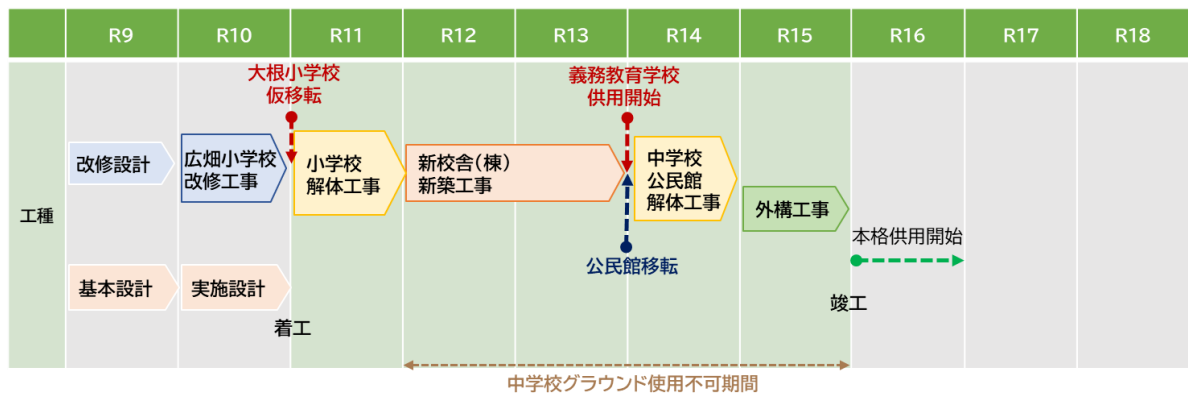 R9 R10 R11 R12 R13 R14 R15 R16 R17 R18
大根小学校
仮移転
義務教育学校
供用開始
工種
改修設計
広畑小学校
改修工事
小学校
解体工事
新校舎(棟)
新築工事
中学校
公民館
解体工事
外構工事
本格供用開始
公民館移転
基本設計
実施設計
着工
竣工
中学校グラウンド使用不可期間